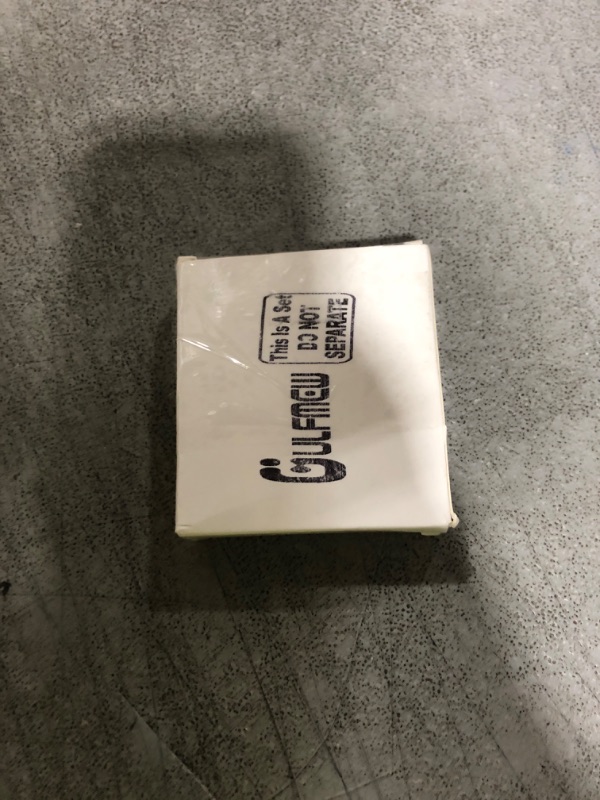 GULFMEW
This Is A Set
DO NOT
SEPARATE